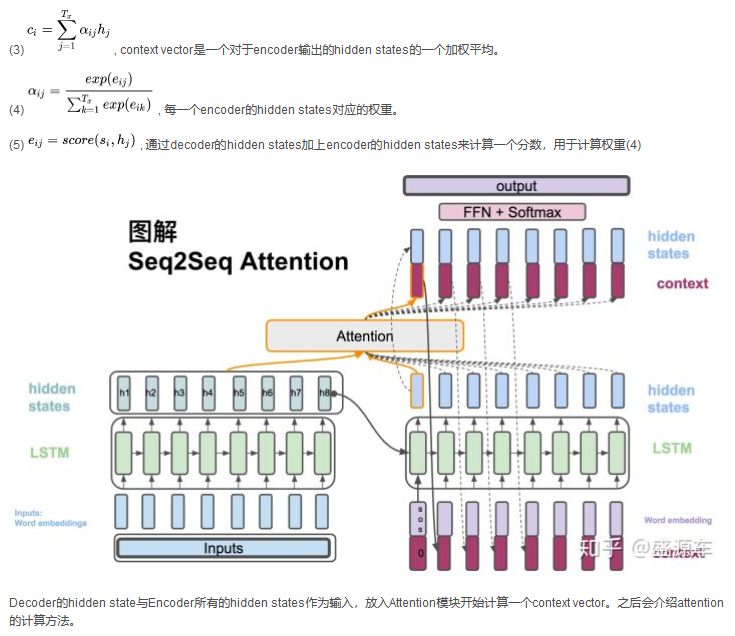 (3) c_i = \sum_{j=1}^{T_x} α_{ij} h_j , context vector是一个对于encoder输出的hidden states的一个加权平均。
(4) α_{ij} = \frac{exp(e_{ij})}{\sum_{k=1}^{T_x} exp(e_{ik})} , 每一个encoder的hidden states对应的权重。
(5) e_{ij} = score(s_i, h_j) , 通过decoder的hidden states加上encoder的hidden states来计算一个分数，用于计算权重(4)
output
FFN + Softmax
图解
Seq2Seq Attention
hidden
states
context
Attention
hidden
states
h1 h2 h3 h4 h5 h6 h7 h8
hidden
states
LSTM
LSTM
Inputs:
Word embeddings
sos
Word embedding
Inputs
0
知乎 @盛源车
Decoder的hidden state与Encoder所有的hidden states作为输入，放入Attention模块开始计算一个context vector。之后会介绍attention
的计算方法。